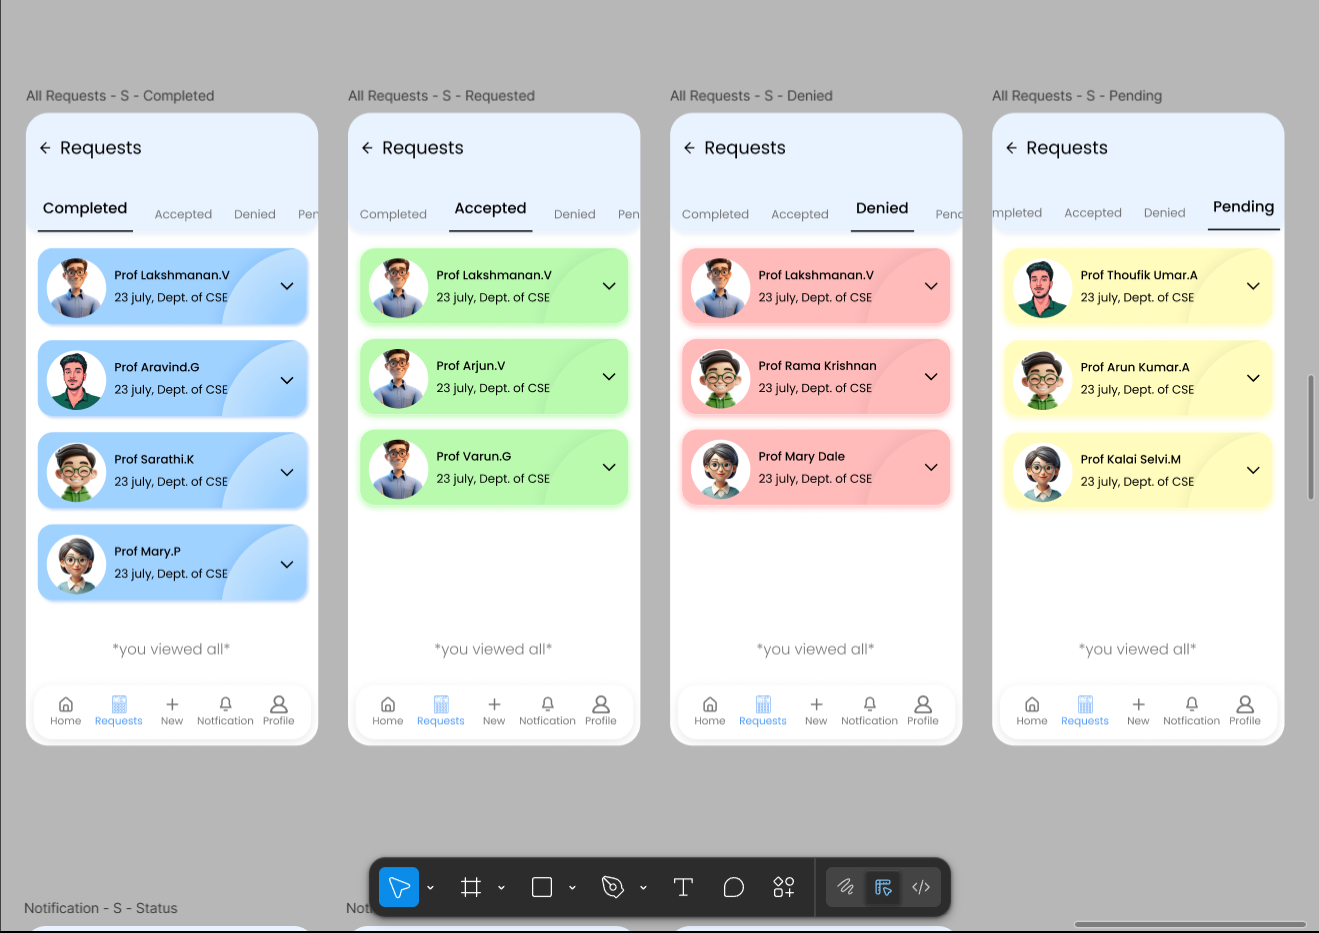 All Requests - S - Completed
Requests
Completed Accepted Denied Pen
Prof Lakshmanan.V
23 july, Dept. of CSE
Prof Aravind.G
23 july, Dept. of CSE
Prof Sarathi.K
23 july, Dept. of CSE
Prof Mary.P
23 july, Dept. of CSE
*you viewed all*
Home Requests New Notfication Profile
All Requests - S - Requested
Requests
Completed Accepted Denied Pen
Prof Lakshmanan.V
23 july, Dept. of CSE
Prof Arjun.V
23 july, Dept. of CSE
Prof Varun.G
23 july, Dept. of CSE
*you viewed all*
Home Requests New Notfication Profile
All Requests - S - Denied
Requests
Completed Accepted Denied Pend
Prof Lakshmanan.V
23 july, Dept. of CSE
Prof Rama Krishnan
23 july, Dept. of CSE
Prof Mary Dale
23 july, Dept. of CSE
*you viewed all*
Home Requests New Notfication Profile
All Requests - S - Pending
Requests
mpleted Accepted Denied Pending
Prof Thoufik Umar.A
23 july, Dept. of CSE
Prof Arun Kumar.A
23 july, Dept. of CSE
Prof Kalai Selvi.M
23 july, Dept. of CSE
*you viewed all*
Home Requests New Notfication Profile
Notification - S - Status
Not